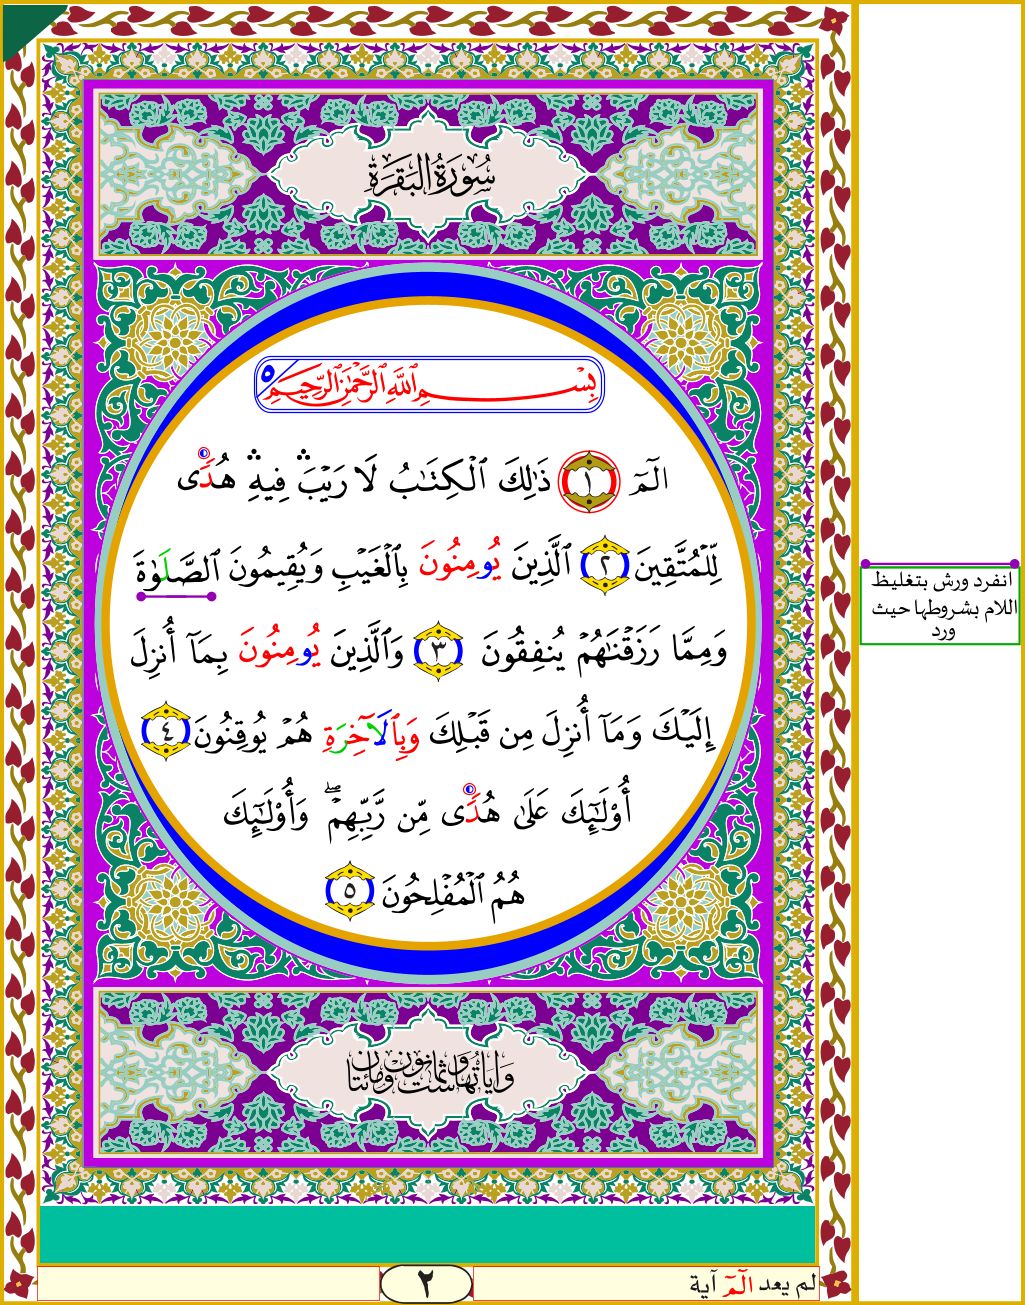 سُورَةُ البَقَرَةِ
بِسْمِ ٱللَّهِ ٱلرَّحْمَٰنِ ٱلرَّحِيمِ ٥
الٓمٓ ١ ذَٰلِكَ ٱلْكِتَٰبُ لَا رَيْبَ ۛ فِيهِ ۛ هُدࣰى
لِّلْمُتَّقِينَ ٢ ٱلَّذِينَ يُومِنُونَ بِٱلْغَيْبِ وَيُقِيمُونَ ٱلصَّلَوٰةَ
وَمِمَّا رَزَقْنَٰهُمْ يُنفِقُونَ ٣ وَٱلَّذِينَ يُومِنُونَ بِمَآ أُنزِلَ
إِلَيْكَ وَمَآ أُنزِلَ مِن قَبْلِكَ وَبِٱلَاخِرَةِ هُمْ يُوقِنُونَ ٤
أُوْلَٰٓئِكَ عَلَىٰ هُدࣰى مِّن رَّبِّهِمْ ۖ وَأُوْلَٰٓئِكَ
هُمُ ٱلْمُفْلِحُونَ ٥
وَآيَاتُهَا سِتٌّ وَثَمَانُونَ وَمِائَتَانِ
انفرد ورش بتغليظ
اللام بشروطها حيث
ورد
لم يعد الٓمٓ آية
٢